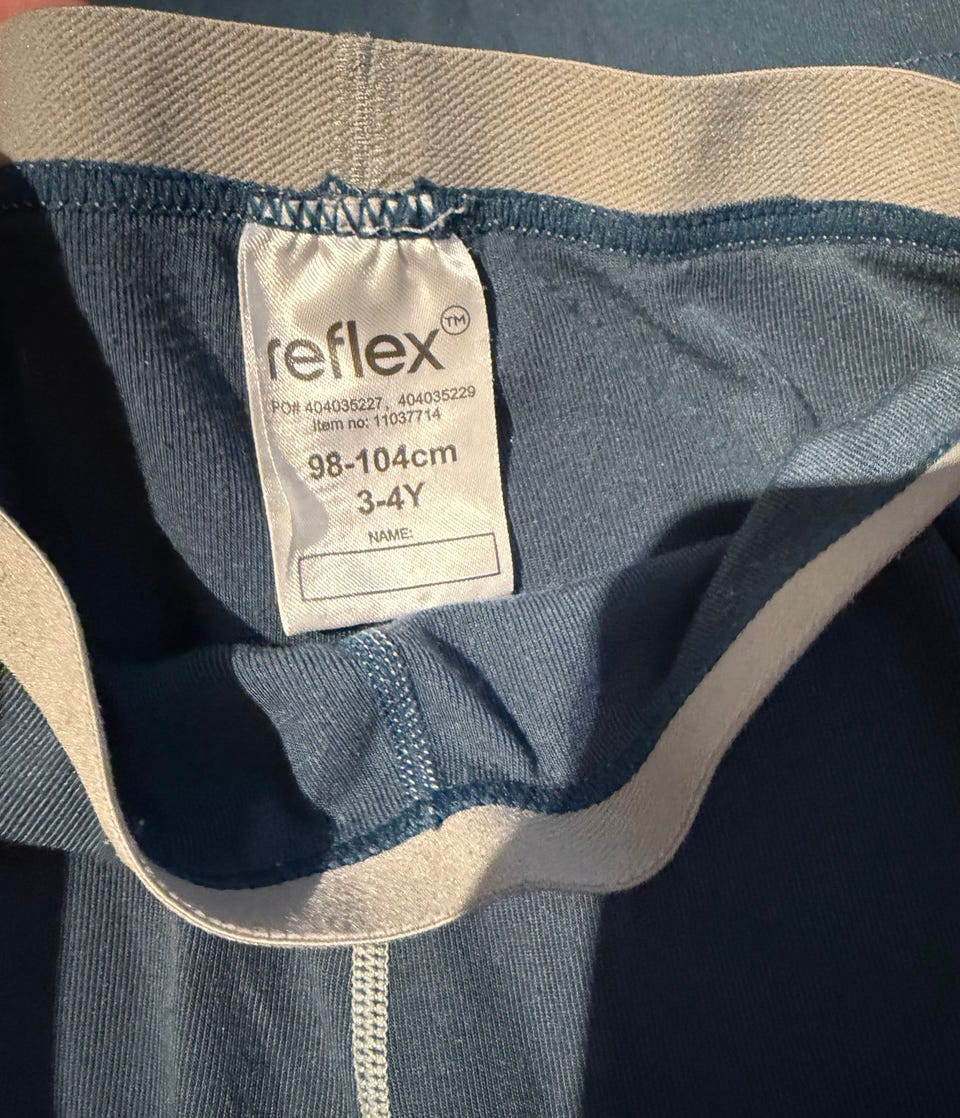 reflex™
PO# 404035227, 404035229
Item no: 11037714
98-104cm
3-4Y
NAME: